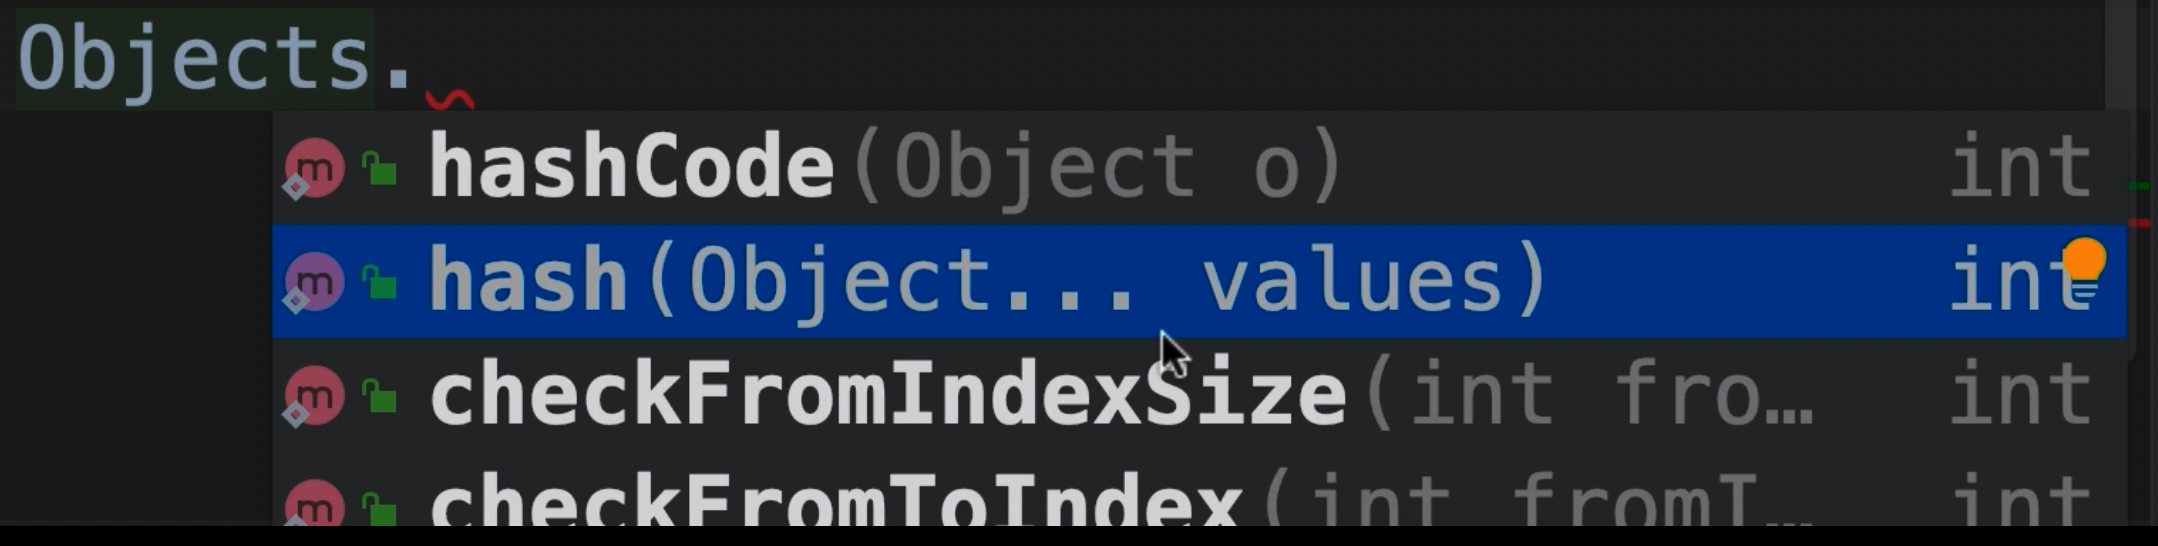 Objects.
m hashCode(Object o) int
m hash(Object... values) int
m checkFromIndexSize(int fro… int
m checkFromToIndex(int fromI… int